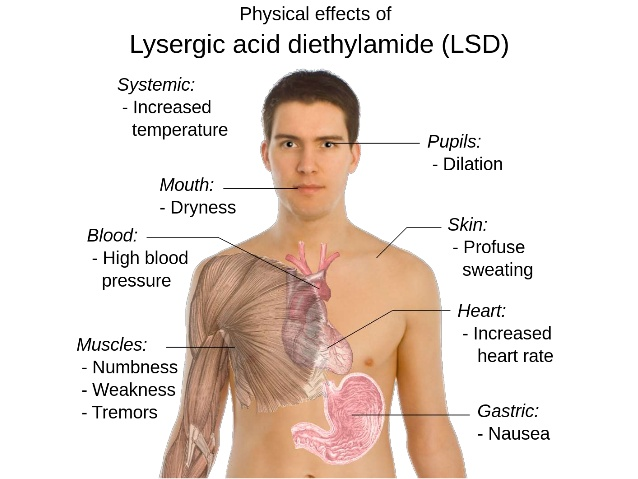 Physical effects of
Lysergic acid diethylamide (LSD)
Systemic:
- Increased
temperature
Pupils:
- Dilation
Mouth:
- Dryness
Blood:
- High blood
pressure
Skin:
- Profuse
sweating
Heart:
- Increased
heart rate
Muscles:
- Numbness
- Weakness
- Tremors
Gastric:
- Nausea